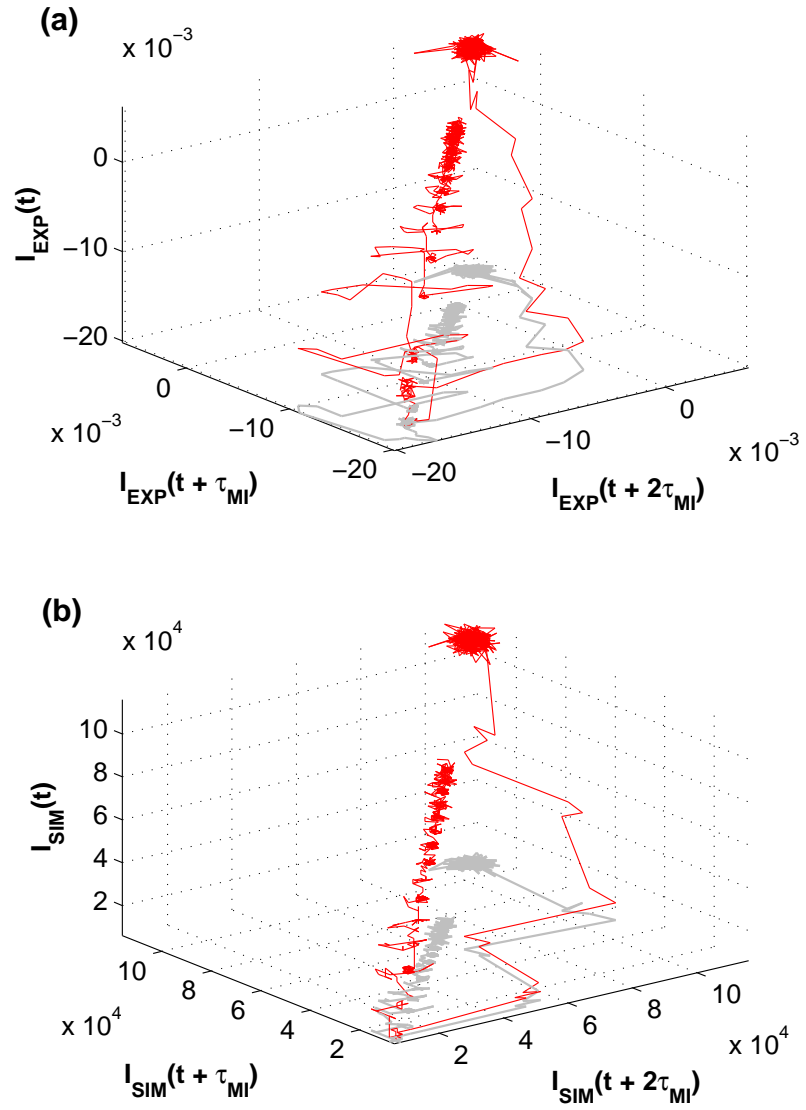 (a)
x 10⁻³
0
−10
−20
I_EXP(t)
0
−10
−20
x 10⁻³
I_EXP(t + τ_MI)
−20
−10
0
x 10⁻³
I_EXP(t + 2τ_MI)
(b)
x 10⁴
10
8
6
4
2
I_SIM(t)
10
8
6
4
2
x 10⁴
I_SIM(t + τ_MI)
2
4
6
8
10
x 10⁴
I_SIM(t + 2τ_MI)